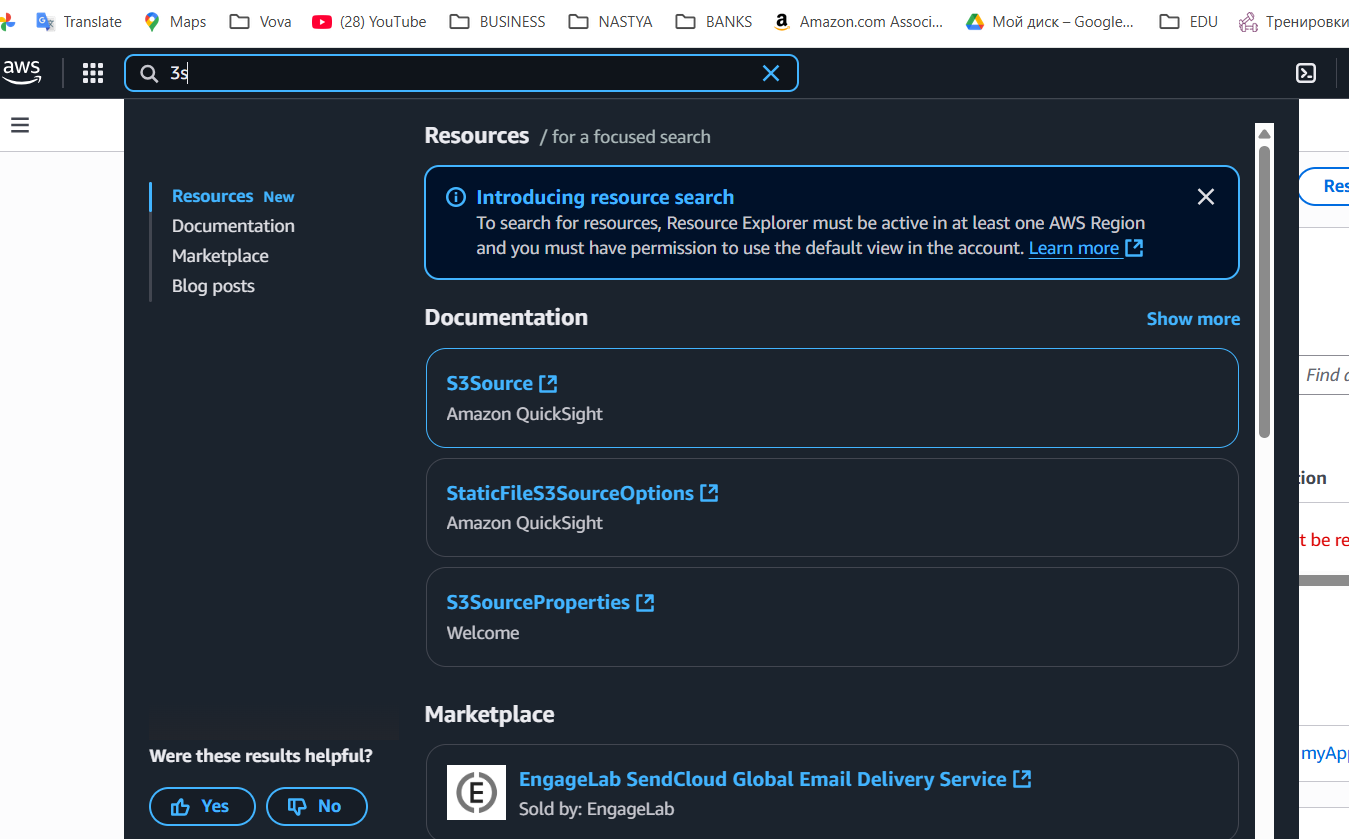 Translate
Maps
Vova
(28) YouTube
BUSINESS
NASTYA
BANKS
Amazon.com Associ...
Мой диск – Google...
EDU
Тренировки
aws
3s
Resources / for a focused search
Resources New
Documentation
Marketplace
Blog posts
Introducing resource search
To search for resources, Resource Explorer must be active in at least one AWS Region
and you must have permission to use the default view in the account. Learn more
Documentation
Show more
S3Source
Amazon QuickSight
StaticFileS3SourceOptions
Amazon QuickSight
S3SourceProperties
Welcome
Marketplace
EngageLab SendCloud Global Email Delivery Service
Sold by: EngageLab
E
Were these results helpful?
Yes
No
Res
Find
tion
t be re
myApp